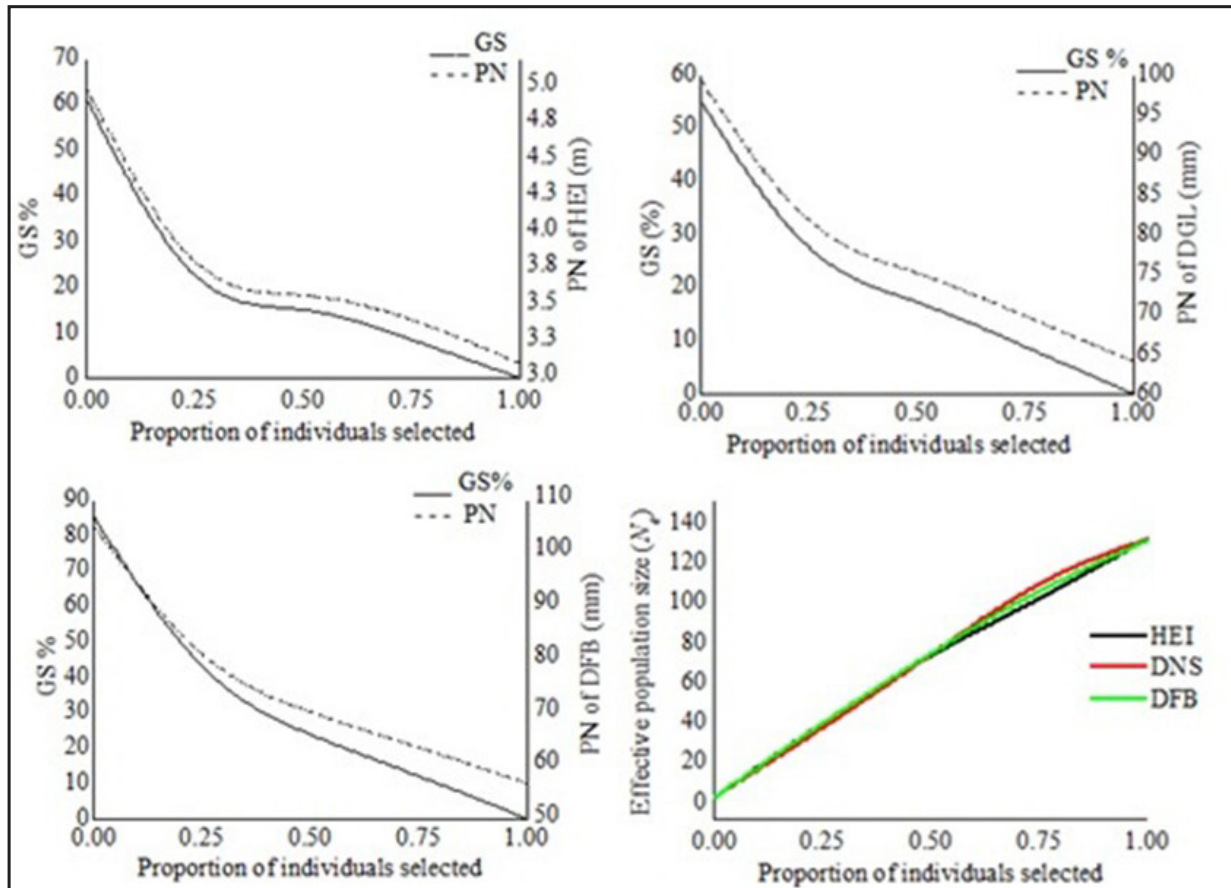 GS
PN
70
60
50
40
30
20
10
0
GS %
5.0
4.8
4.5
4.3
4.0
3.8
3.5
3.3
3.0
PN of HEI (m)
0.00 0.25 0.50 0.75 1.00
Proportion of individuals selected
GS %
PN
60
50
40
30
20
10
0
GS (%)
100
95
90
85
80
75
70
65
60
PN of DGL (mm)
0.00 0.25 0.50 0.75 1.00
Proportion of individuals selected
GS%
PN
90
80
70
60
50
40
30
20
10
0
GS %
110
100
90
80
70
60
50
PN of DFB (mm)
0.00 0.25 0.50 0.75 1.00
Proportion of individuals selected
140
120
100
80
60
40
20
0
Effective population size (Ne)
HEI
DNS
DFB
0.00 0.25 0.50 0.75 1.00
Proportion of individuals selected